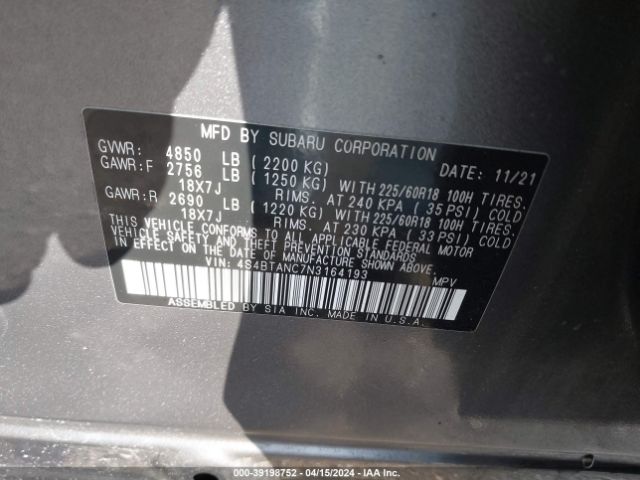 MFD BY SUBARU CORPORATION
GVWR: 4850 LB (2200 KG) DATE: 11/21
GAWR:F 2756 LB (1250 KG) WITH 225/60R18 100H TIRES,
18X7J RIMS, AT 240 KPA (35 PSI) COLD
GAWR:R 2690 LB (1220 KG) WITH 225/60R18 100H TIRES,
18X7J RIMS, AT 230 KPA (33 PSI) COLD
THIS VEHICLE CONFORMS TO ALL APPLICABLE FEDERAL MOTOR
VEHICLE SAFETY AND THEFT PREVENTION STANDARDS
IN EFFECT ON THE DATE OF MANUFACTURE SHOWN ABOVE.
VIN: 4S4BTANC7N3164193 MPV
ASSEMBLED BY SIA INC. MADE IN U.S.A.
000-39198752 - 04/15/2024 - IAA Inc.